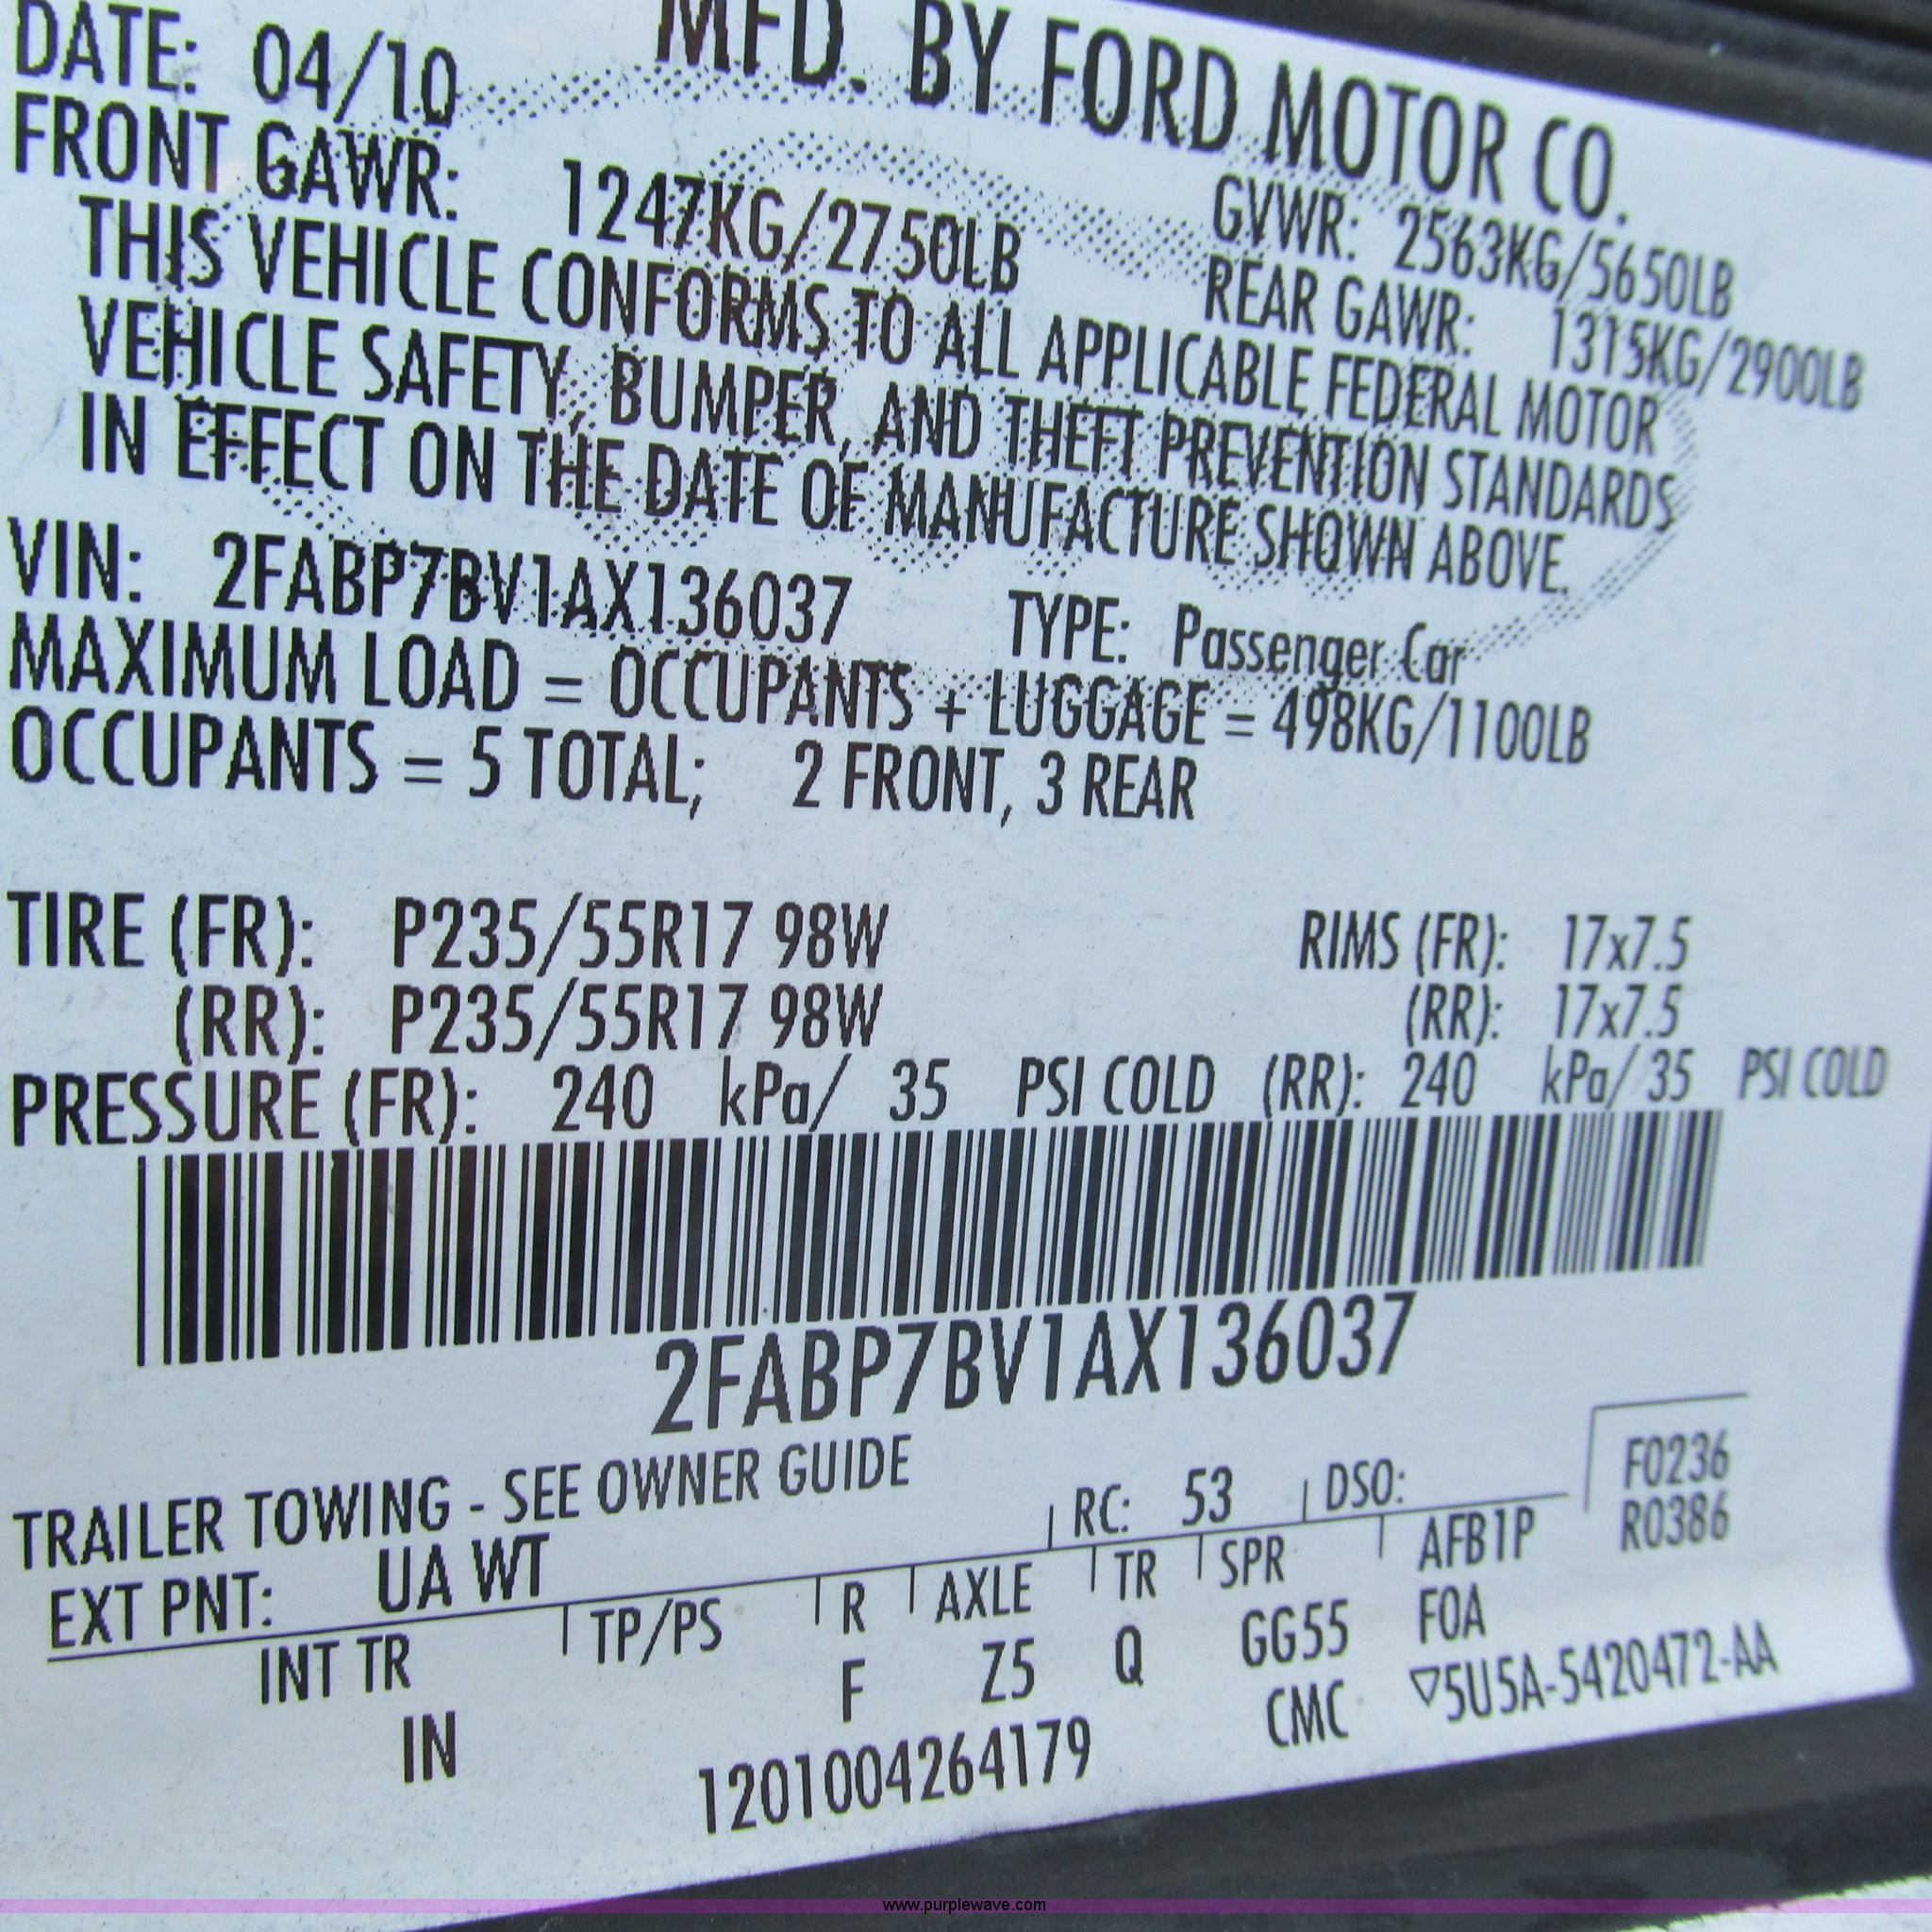 MFD. BY FORD MOTOR CO.
DATE: 04/10 GVWR: 2563KG/5650LB
FRONT GAWR: 1247KG/2750LB REAR GAWR: 1315KG/2900LB
THIS VEHICLE CONFORMS TO ALL APPLICABLE FEDERAL MOTOR
VEHICLE SAFETY, BUMPER, AND THEFT PREVENTION STANDARDS
IN EFFECT ON THE DATE OF MANUFACTURE SHOWN ABOVE.
VIN: 2FABP7BV1AX136037 TYPE: Passenger Car
MAXIMUM LOAD = OCCUPANTS + LUGGAGE = 498KG/1100LB
OCCUPANTS = 5 TOTAL; 2 FRONT, 3 REAR
TIRE (FR): P235/55R17 98W RIMS (FR): 17x7.5
(RR): P235/55R17 98W (RR): 17x7.5
PRESSURE (FR): 240 kPa/ 35 PSI COLD (RR): 240 kPa/ 35 PSI COLD
2FABP7BV1AX136037
TRAILER TOWING - SEE OWNER GUIDE F0236
EXT PNT: UA WT RC: 53 DSO: R0386
INT TR TP/PS R AXLE TR SPR AFB1P
IN F Z5 Q GG55 FOA
1201004264179 CMC ▽5U5A-5420472-AA
www.purplewave.com